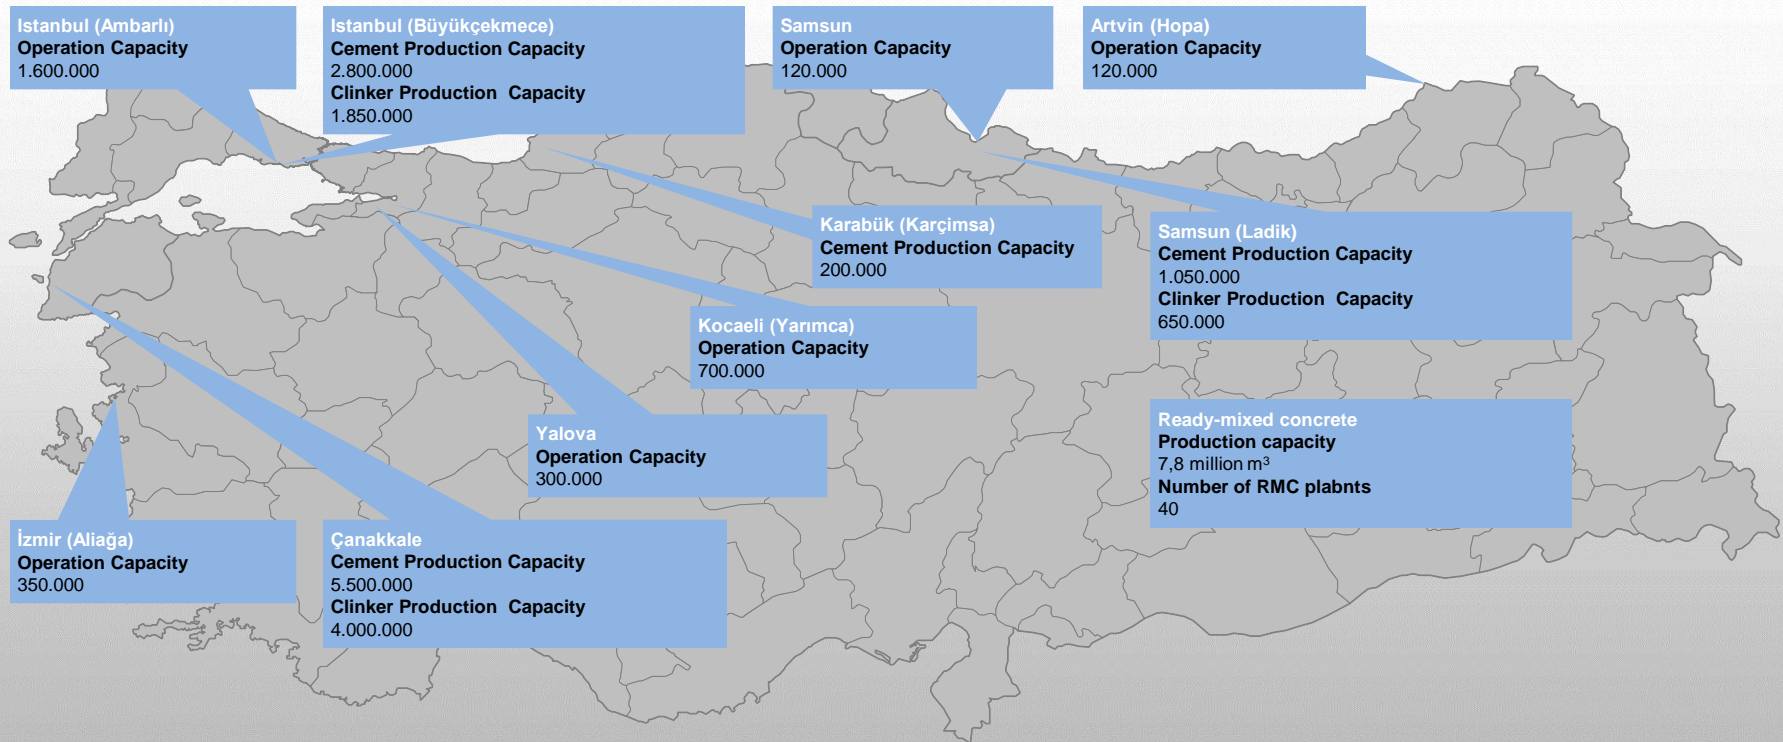 Istanbul (Ambarlı)
Operation Capacity
1.600.000
Istanbul (Büyükçekmece)
Cement Production Capacity
2.800.000
Clinker Production Capacity
1.850.000
Samsun
Operation Capacity
120.000
Artvin (Hopa)
Operation Capacity
120.000
Karabük (Karçimsa)
Cement Production Capacity
200.000
Samsun (Ladik)
Cement Production Capacity
1.050.000
Clinker Production Capacity
650.000
Kocaeli (Yarımca)
Operation Capacity
700.000
Yalova
Operation Capacity
300.000
Ready-mixed concrete
Production capacity
7,8 million m³
Number of RMC plabnts
40
İzmir (Aliağa)
Operation Capacity
350.000
Çanakkale
Cement Production Capacity
5.500.000
Clinker Production Capacity
4.000.000